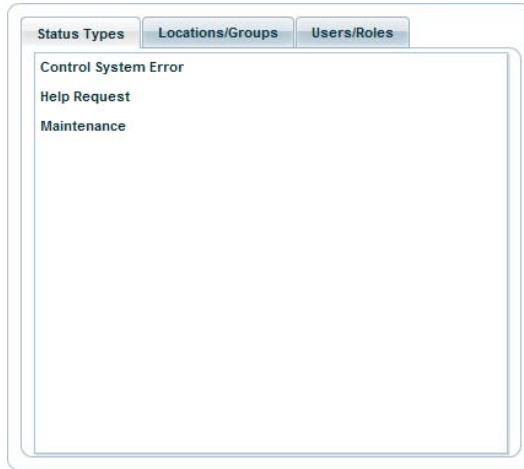 Status Types Locations/Groups Users/Roles
Control System Error
Help Request
Maintenance